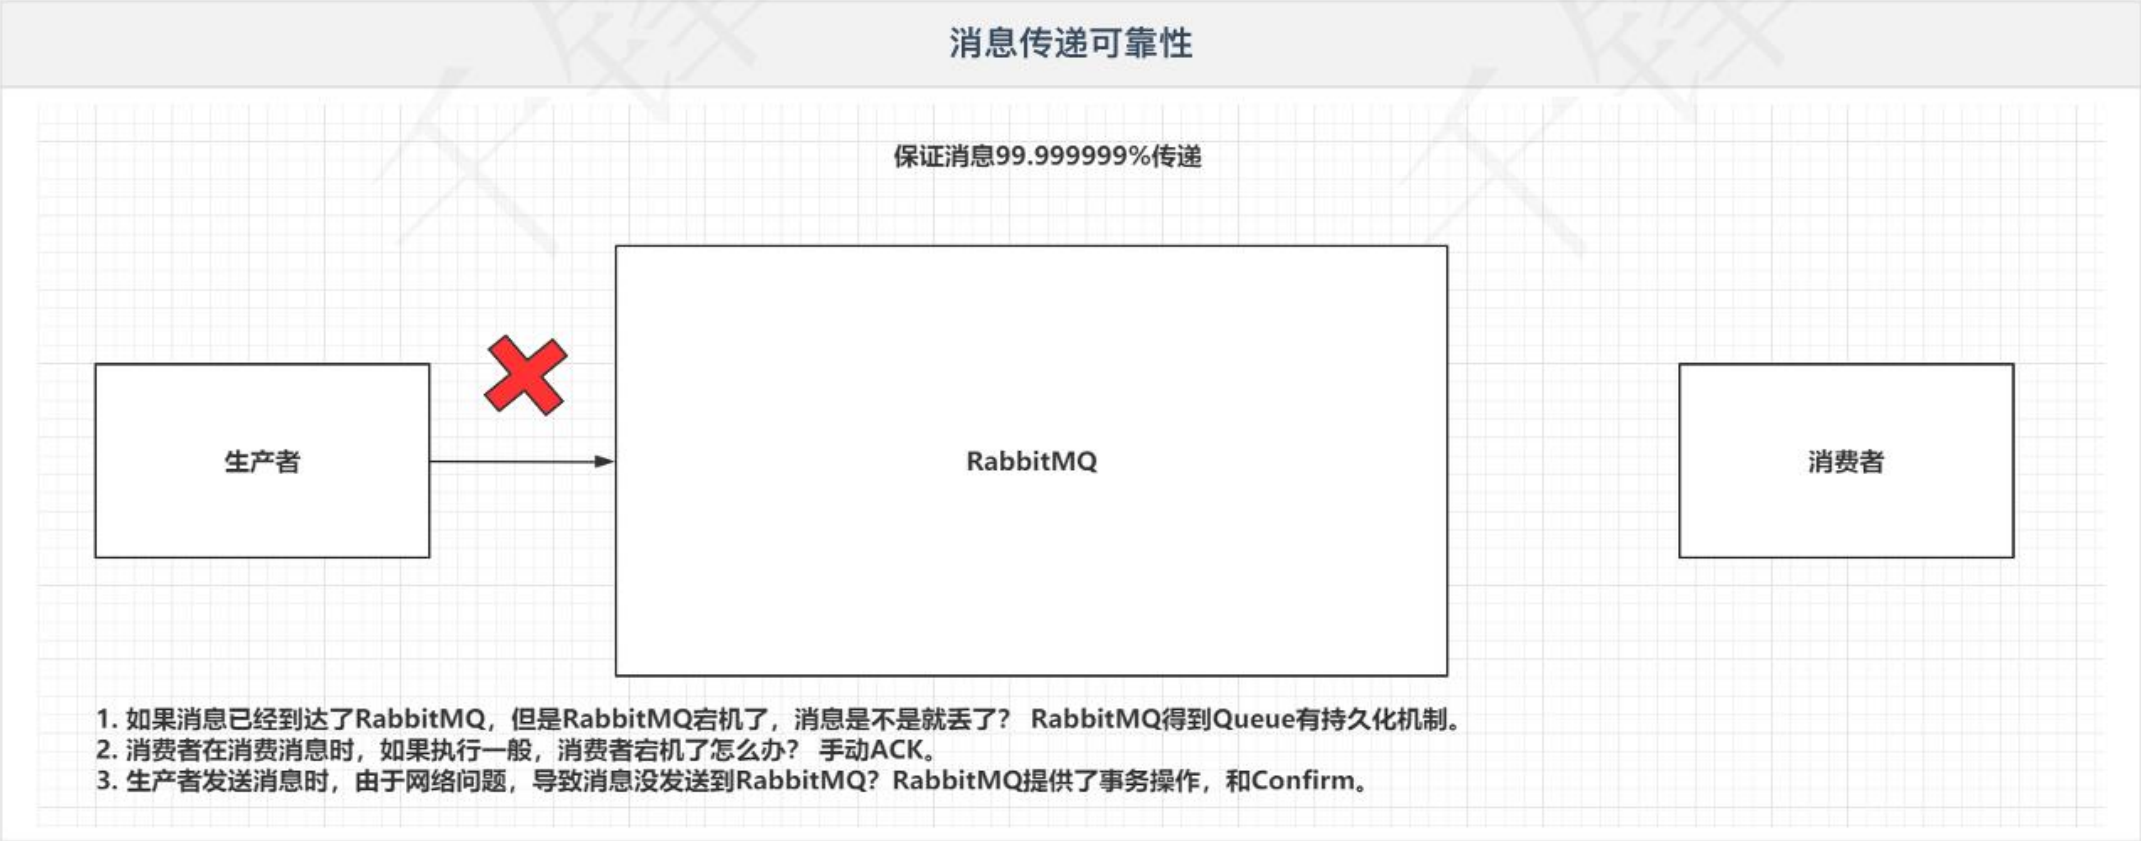 消息传递可靠性
保证消息99.999999%传递
生产者
RabbitMQ
消费者
1. 如果消息已经到达了RabbitMQ，但是RabbitMQ宕机了，消息是不是就丢了？ RabbitMQ得到Queue有持久化机制。
2. 消费者在消费消息时，如果执行一般，消费者宕机了怎么办？ 手动ACK。
3. 生产者发送消息时，由于网络问题，导致消息没发送到RabbitMQ？RabbitMQ提供了事务操作，和Confirm。
千锋
千锋